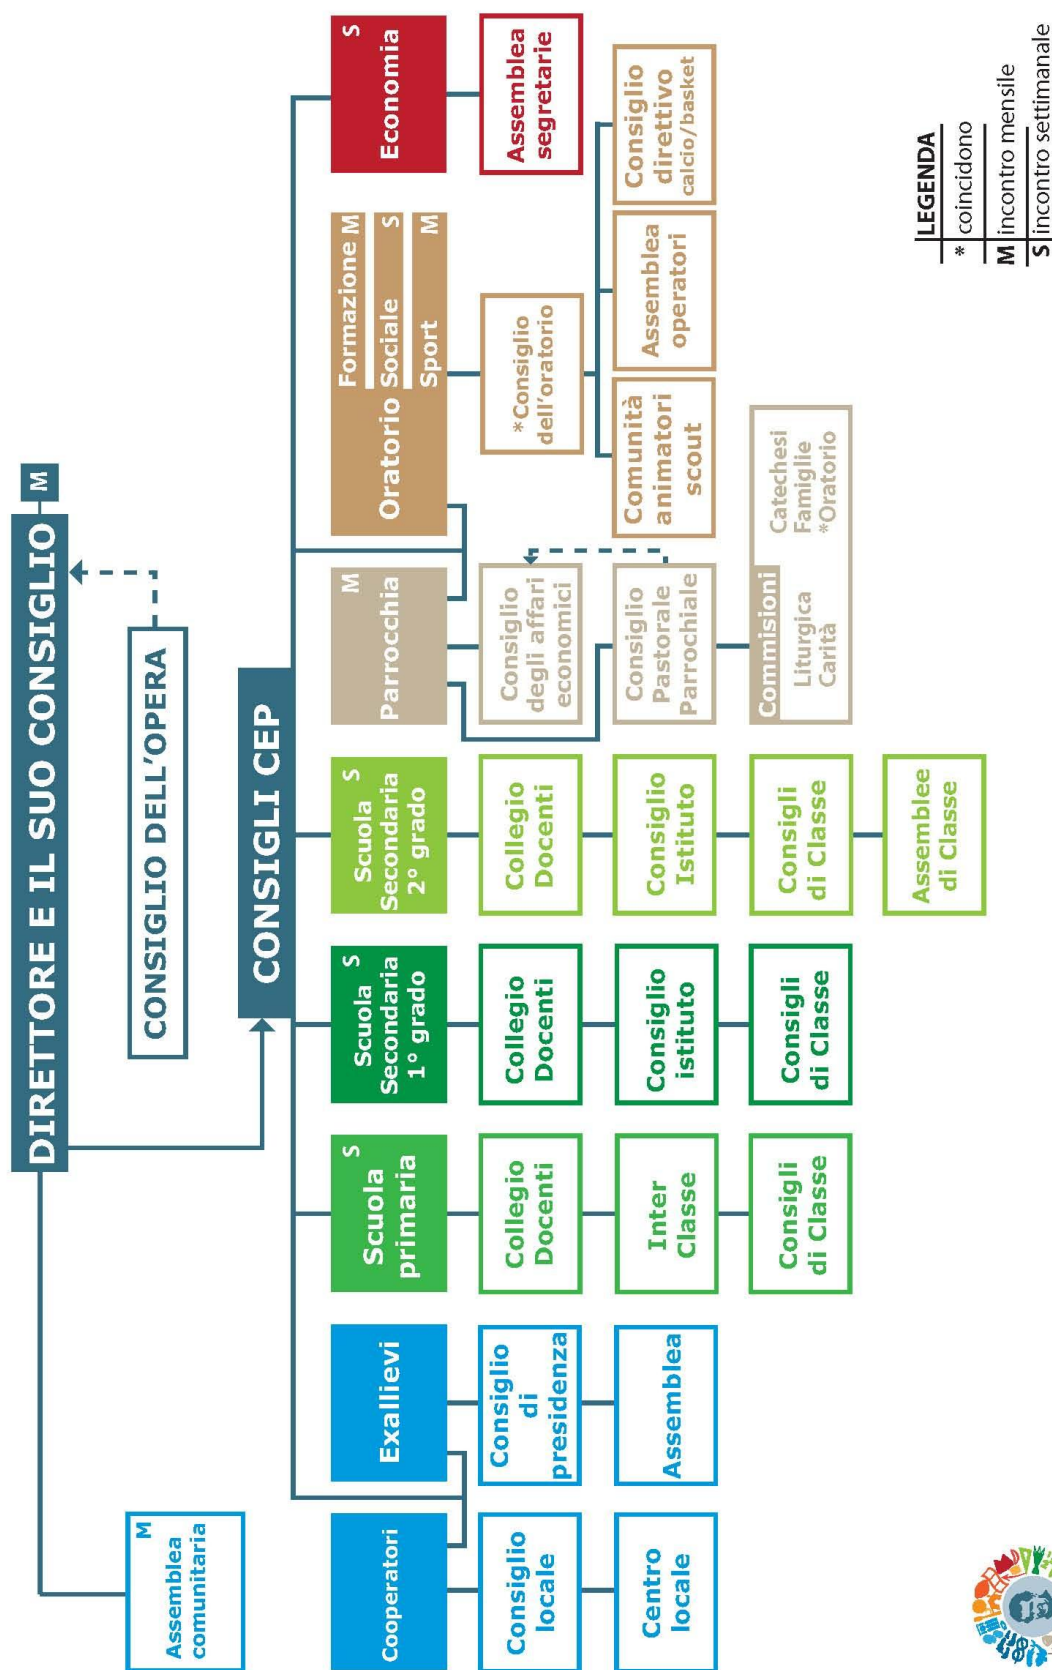 DIRETTORE E IL SUO CONSIGLIO
M
M
Assemblea
comunitaria
CONSIGLIO DELL'OPERA
CONSIGLI CEP
Cooperatori
Consiglio
locale
Centro
locale
Exallievi
Consiglio
di
presidenza
Assemblea
S
Scuola
primaria
Collegio
Docenti
Inter
Classe
Consigli
di Classe
S
Scuola
Secondaria
1° grado
Collegio
Docenti
Consiglio
istituto
Consigli
di Classe
S
Scuola
Secondaria
2° grado
Collegio
Docenti
Consiglio
Istituto
Consigli
di Classe
Assemblee
di Classe
M
Parrocchia
Consiglio
degli affari
economici
Consiglio
Pastorale
Parrochiale
Commisioni
Liturgica
Carità
Catechesi
Famiglie
*Oratorio
Oratorio
Formazione M
Sociale S
Sport M
*Consiglio
dell'oratorio
Comunità
animatori
scout
Assemblea
operatori
Consiglio
direttivo
calcio/basket
S
Economia
Assemblea
segretarie
LEGENDA
* coincidono
M incontro mensile
S incontro settimanale